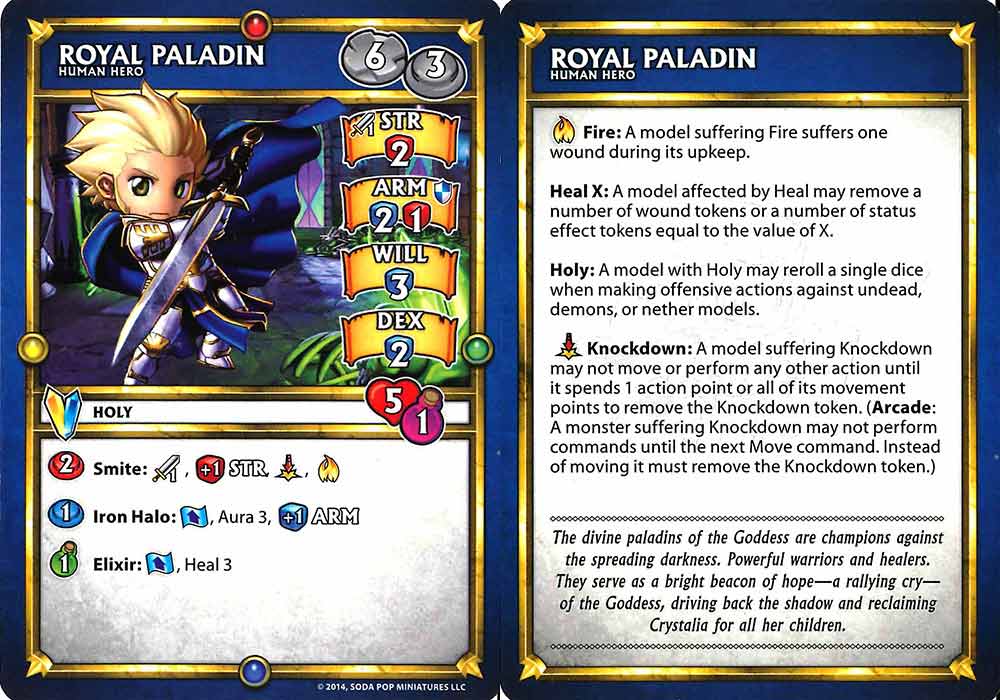 ROYAL PALADIN
HUMAN HERO
6 3
STR
2
ARM
2 1
WILL
3
DEX
2
HOLY
5
1
2 Smite: , +1 STR , 
1 Iron Halo: , Aura 3, +1 ARM
1 Elixir: , Heal 3
© 2014, SODA POP MINIATURES LLC
ROYAL PALADIN
HUMAN HERO
Fire: A model suffering Fire suffers one
wound during its upkeep.
Heal X: A model affected by Heal may remove a
number of wound tokens or a number of status
effect tokens equal to the value of X.
Holy: A model with Holy may reroll a single dice
when making offensive actions against undead,
demons, or nether models.
Knockdown: A model suffering Knockdown
may not move or perform any other action until
it spends 1 action point or all of its movement
points to remove the Knockdown token. (Arcade:
A monster suffering Knockdown may not perform
commands until the next Move command. Instead
of moving it must remove the Knockdown token.)
The divine paladins of the Goddess are champions against
the spreading darkness. Powerful warriors and healers.
They serve as a bright beacon of hope—a rallying cry—
of the Goddess, driving back the shadow and reclaiming
Crystalia for all her children.